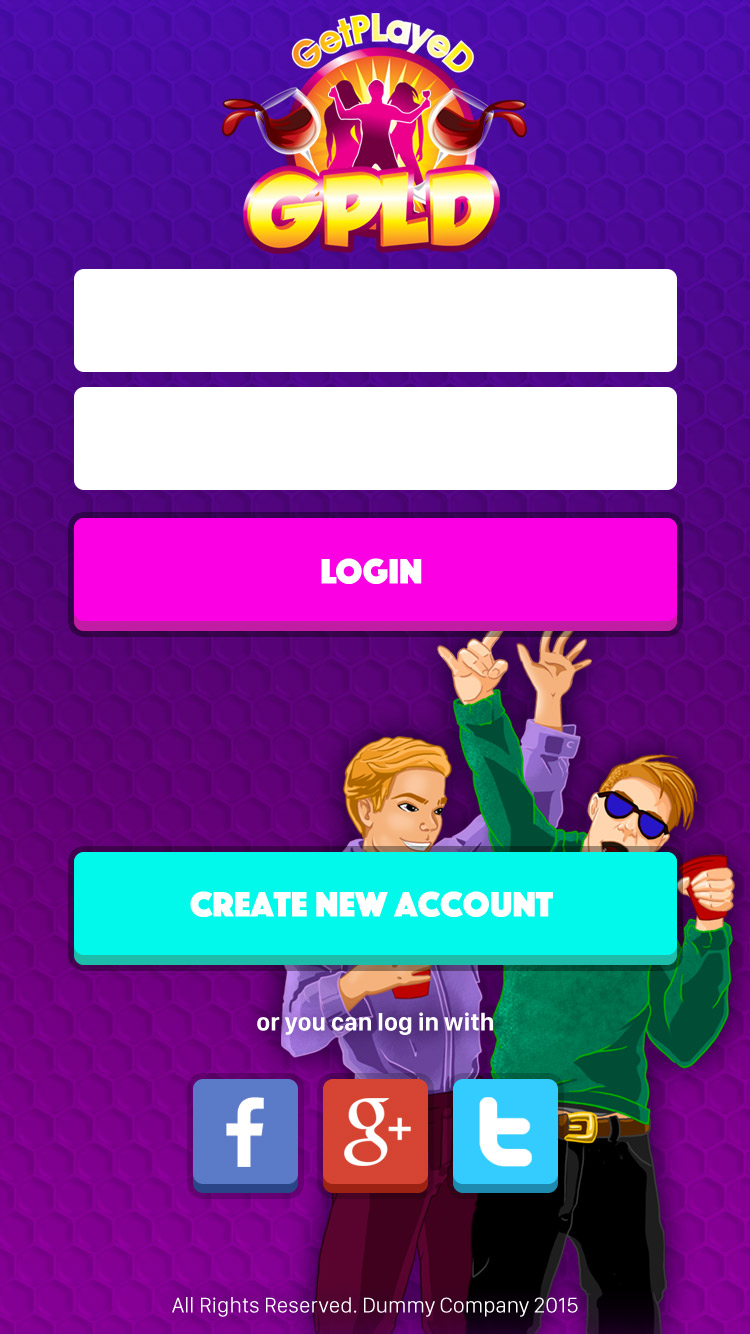 GetPLayeD
GPLD
LOGIN
CREATE NEW ACCOUNT
or you can log in with
f
g+
t
All Rights Reserved. Dummy Company 2015